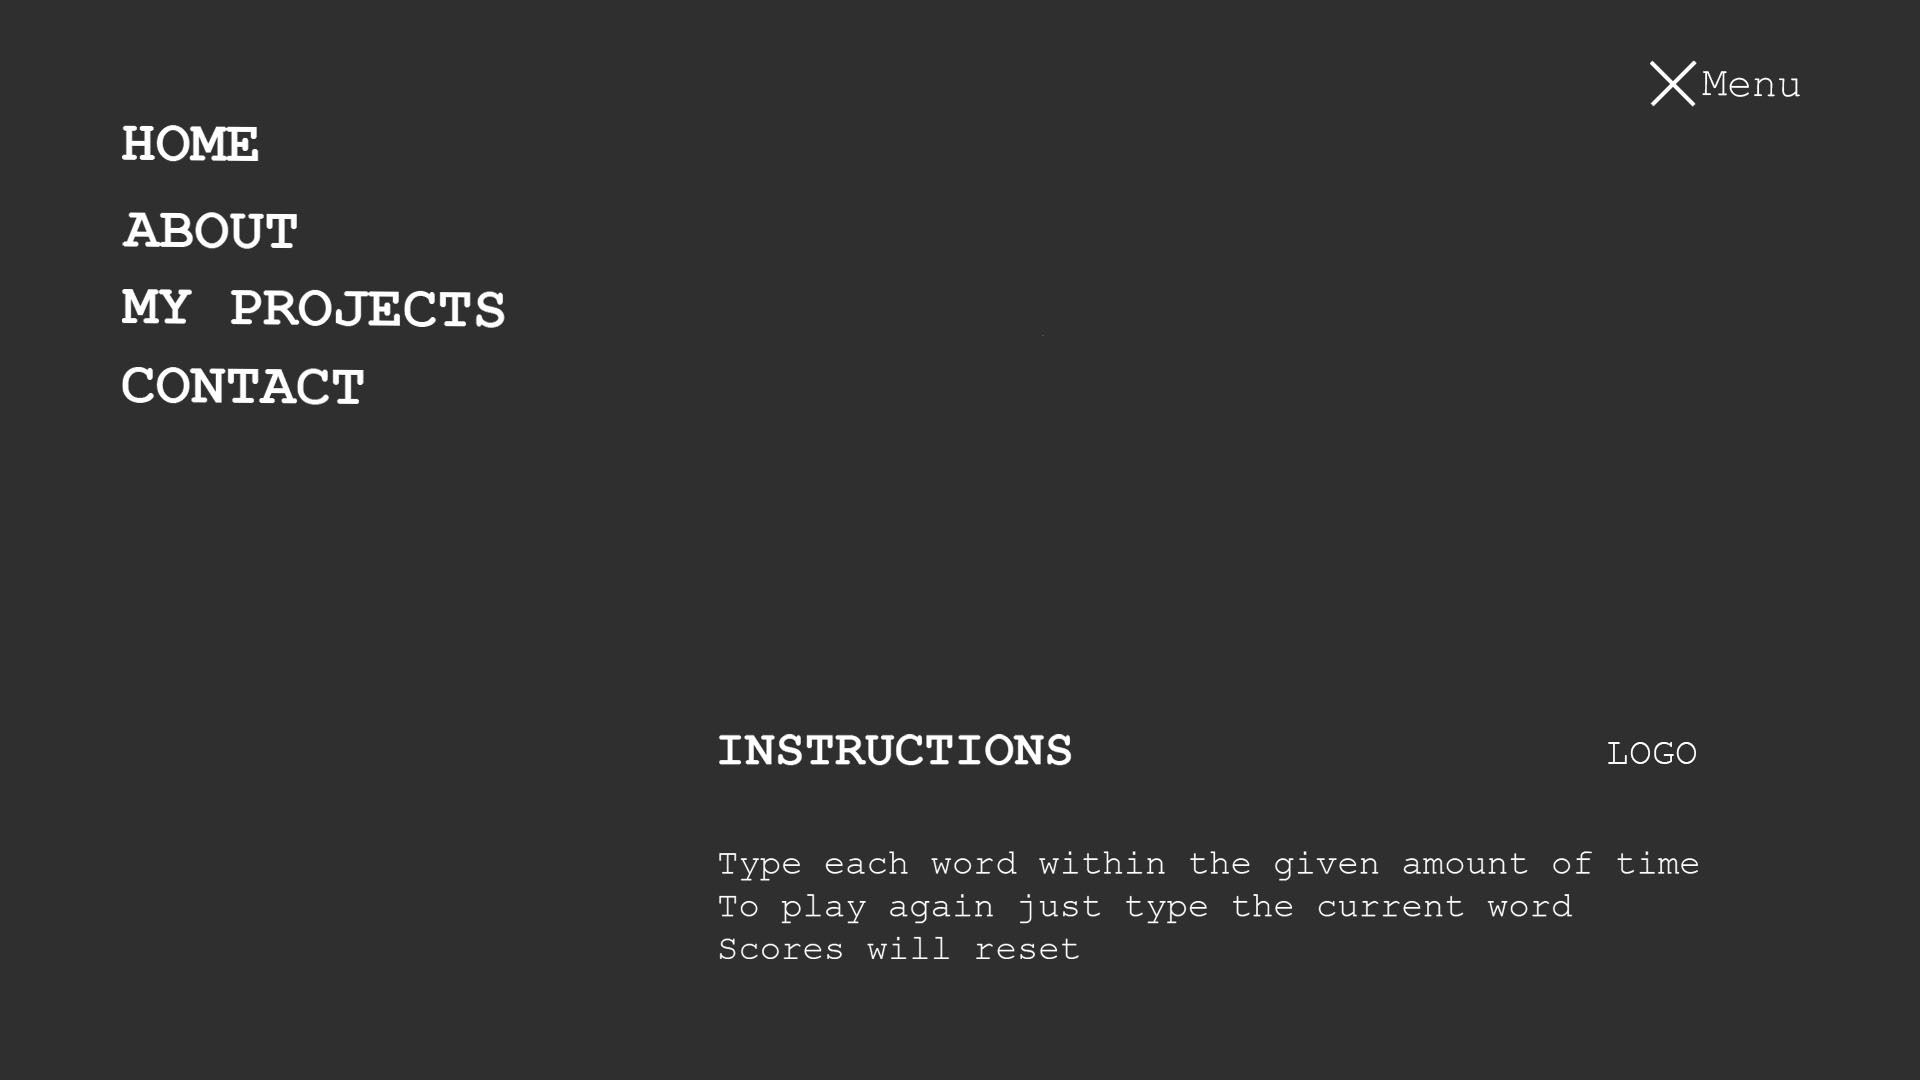 Menu
HOME
ABOUT
MY PROJECTS
CONTACT
INSTRUCTIONS
LOGO
Type each word within the given amount of time
To play again just type the current word
Scores will reset